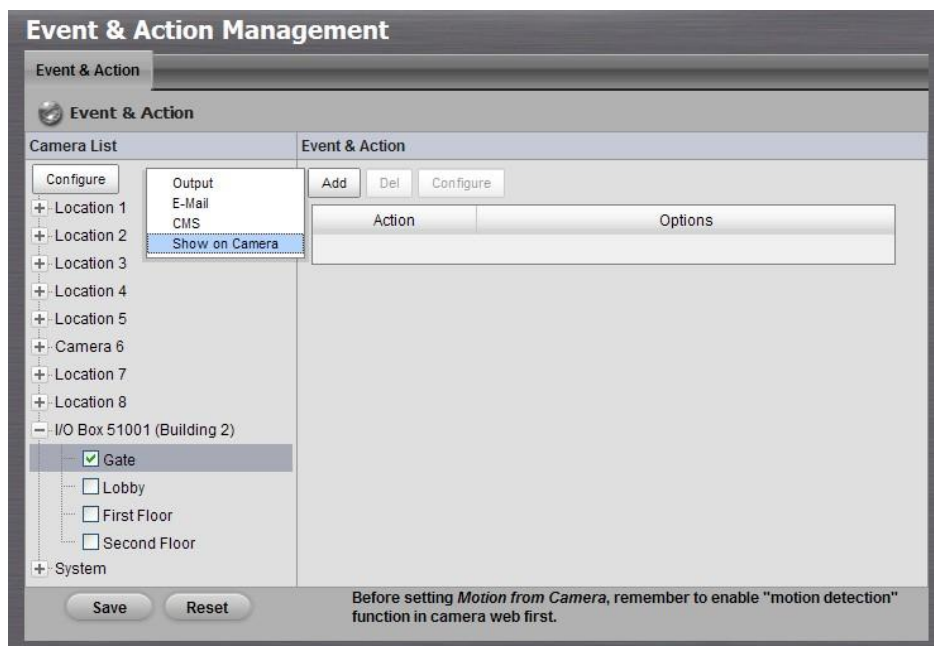 Event & Action Management
Event & Action
Event & Action
Camera List
Event & Action
Configure
Output
E-Mail
CMS
Show on Camera
Add
Del
Configure
Action
Options
Location 1
Location 2
Location 3
Location 4
Location 5
Camera 6
Location 7
Location 8
I/O Box 51001 (Building 2)
Gate
Lobby
First Floor
Second Floor
System
Save
Reset
Before setting Motion from Camera, remember to enable "motion detection"
function in camera web first.